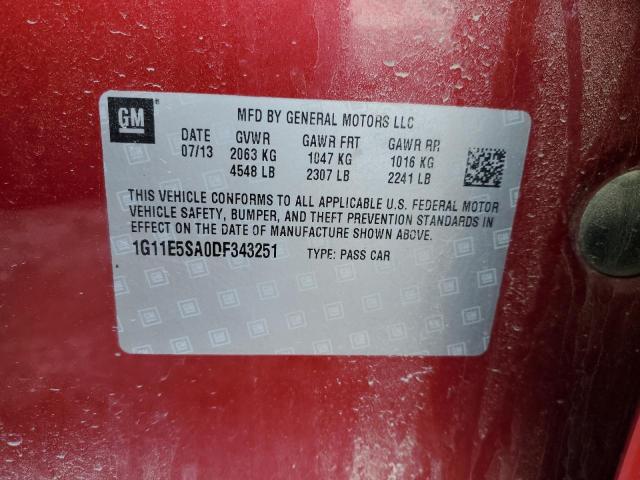 GM®
MFD BY GENERAL MOTORS LLC
DATE GVWR GAWR FRT GAWR RR
07/13 2063 KG 1047 KG 1016 KG
4548 LB 2307 LB 2241 LB
THIS VEHICLE CONFORMS TO ALL APPLICABLE U.S. FEDERAL MOTOR
VEHICLE SAFETY, BUMPER, AND THEFT PREVENTION STANDARDS IN
EFFECT ON THE DATE OF MANUFACTURE SHOWN ABOVE.
1G11E5SA0DF343251 TYPE: PASS CAR